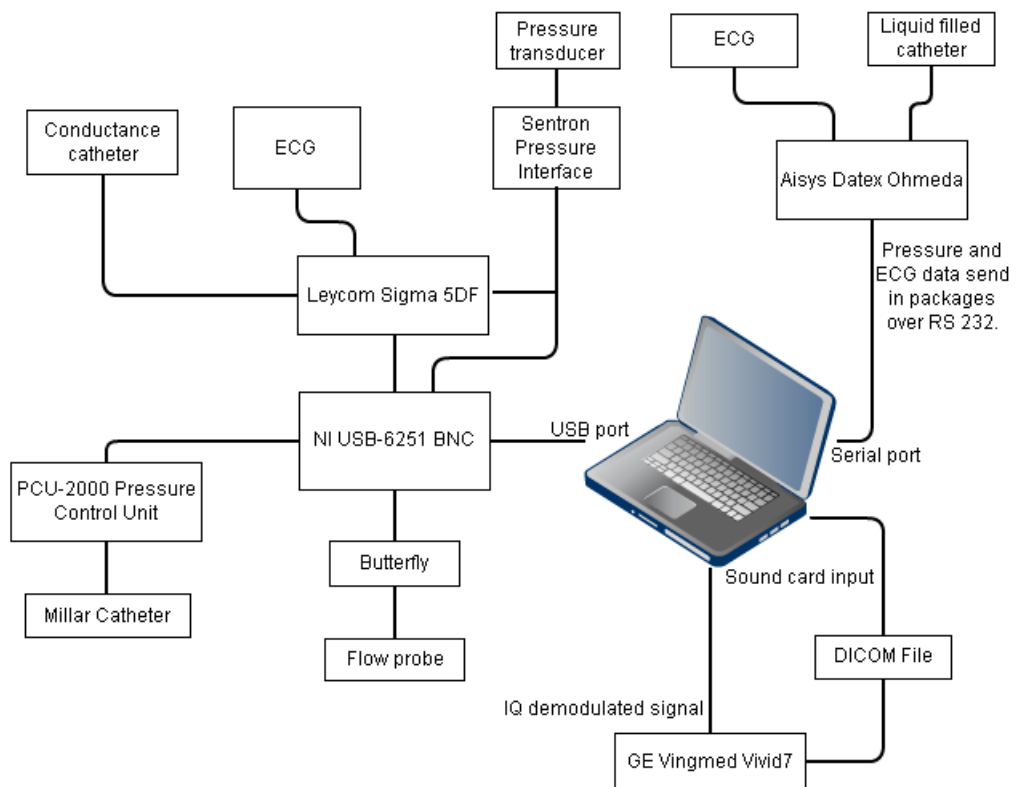 Pressure
transducer
ECG
Liquid filled
catheter
Conductance
catheter
ECG
Sentron
Pressure
Interface
Aisys Datex Ohmeda
Pressure and
ECG data send
in packages
over RS 232.
Leycom Sigma 5DF
NI USB-6251 BNC
USB port
Serial port
PCU-2000 Pressure
Control Unit
Butterfly
Sound card input
Millar Catheter
Flow probe
DICOM File
IQ demodulated signal
GE Vingmed Vivid7